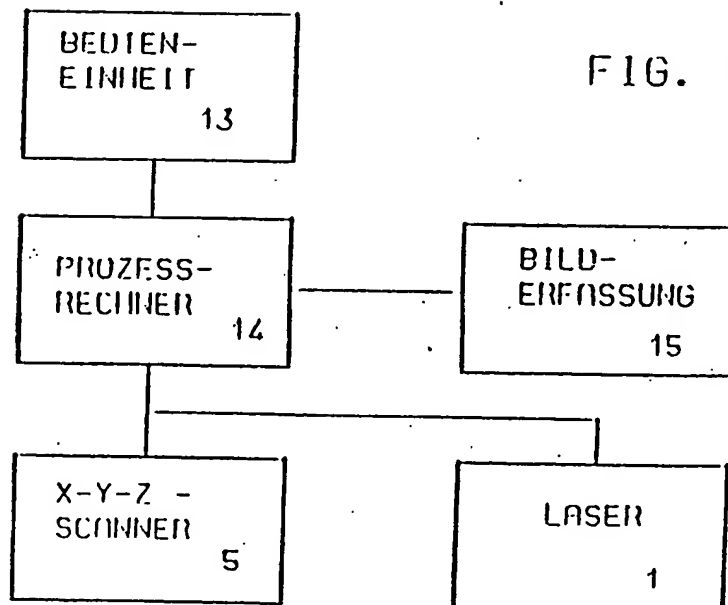 BEDIEN-
EINHEIT
13
FIG.
PROZESS-
RECHNER
14
BILD-
ERFASSUNG
15
X-Y-Z -
SCANNER
5
LASER
1